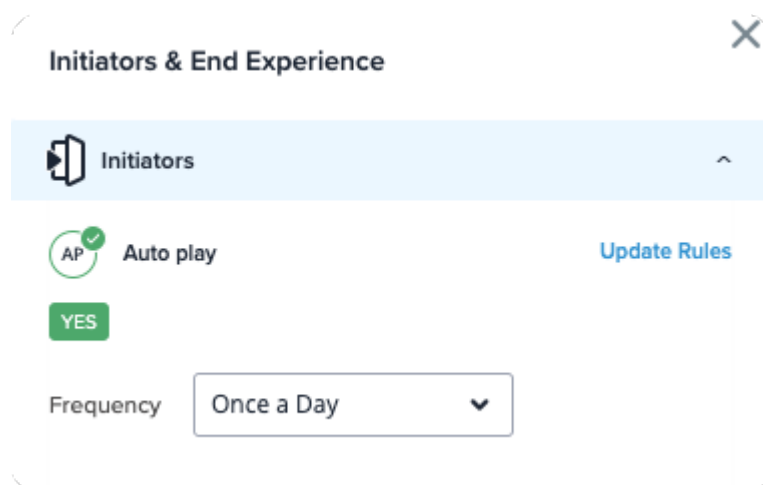 Initiators & End Experience
Initiators
AP Auto play Update Rules
YES
Frequency Once a Day